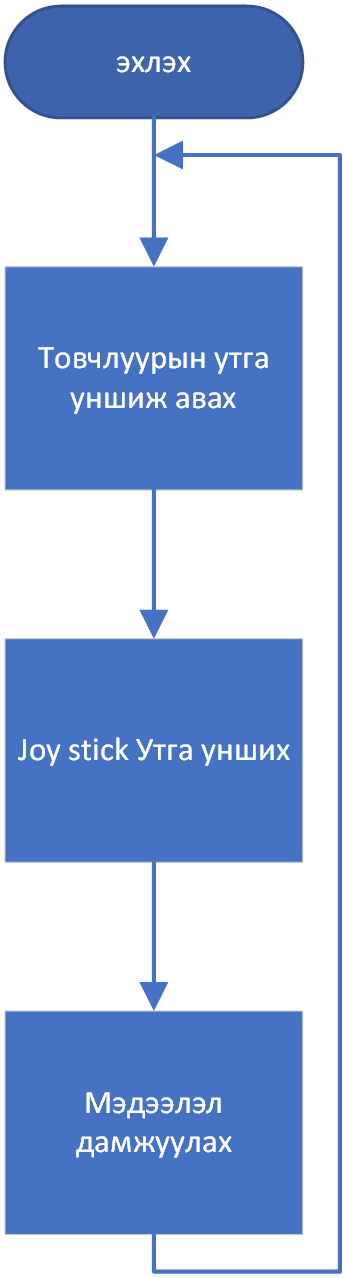 эхлэх
Товчлуурын утга
уншиж авах
Joy stick Утга унших
Мэдээлэл
дамжуулах